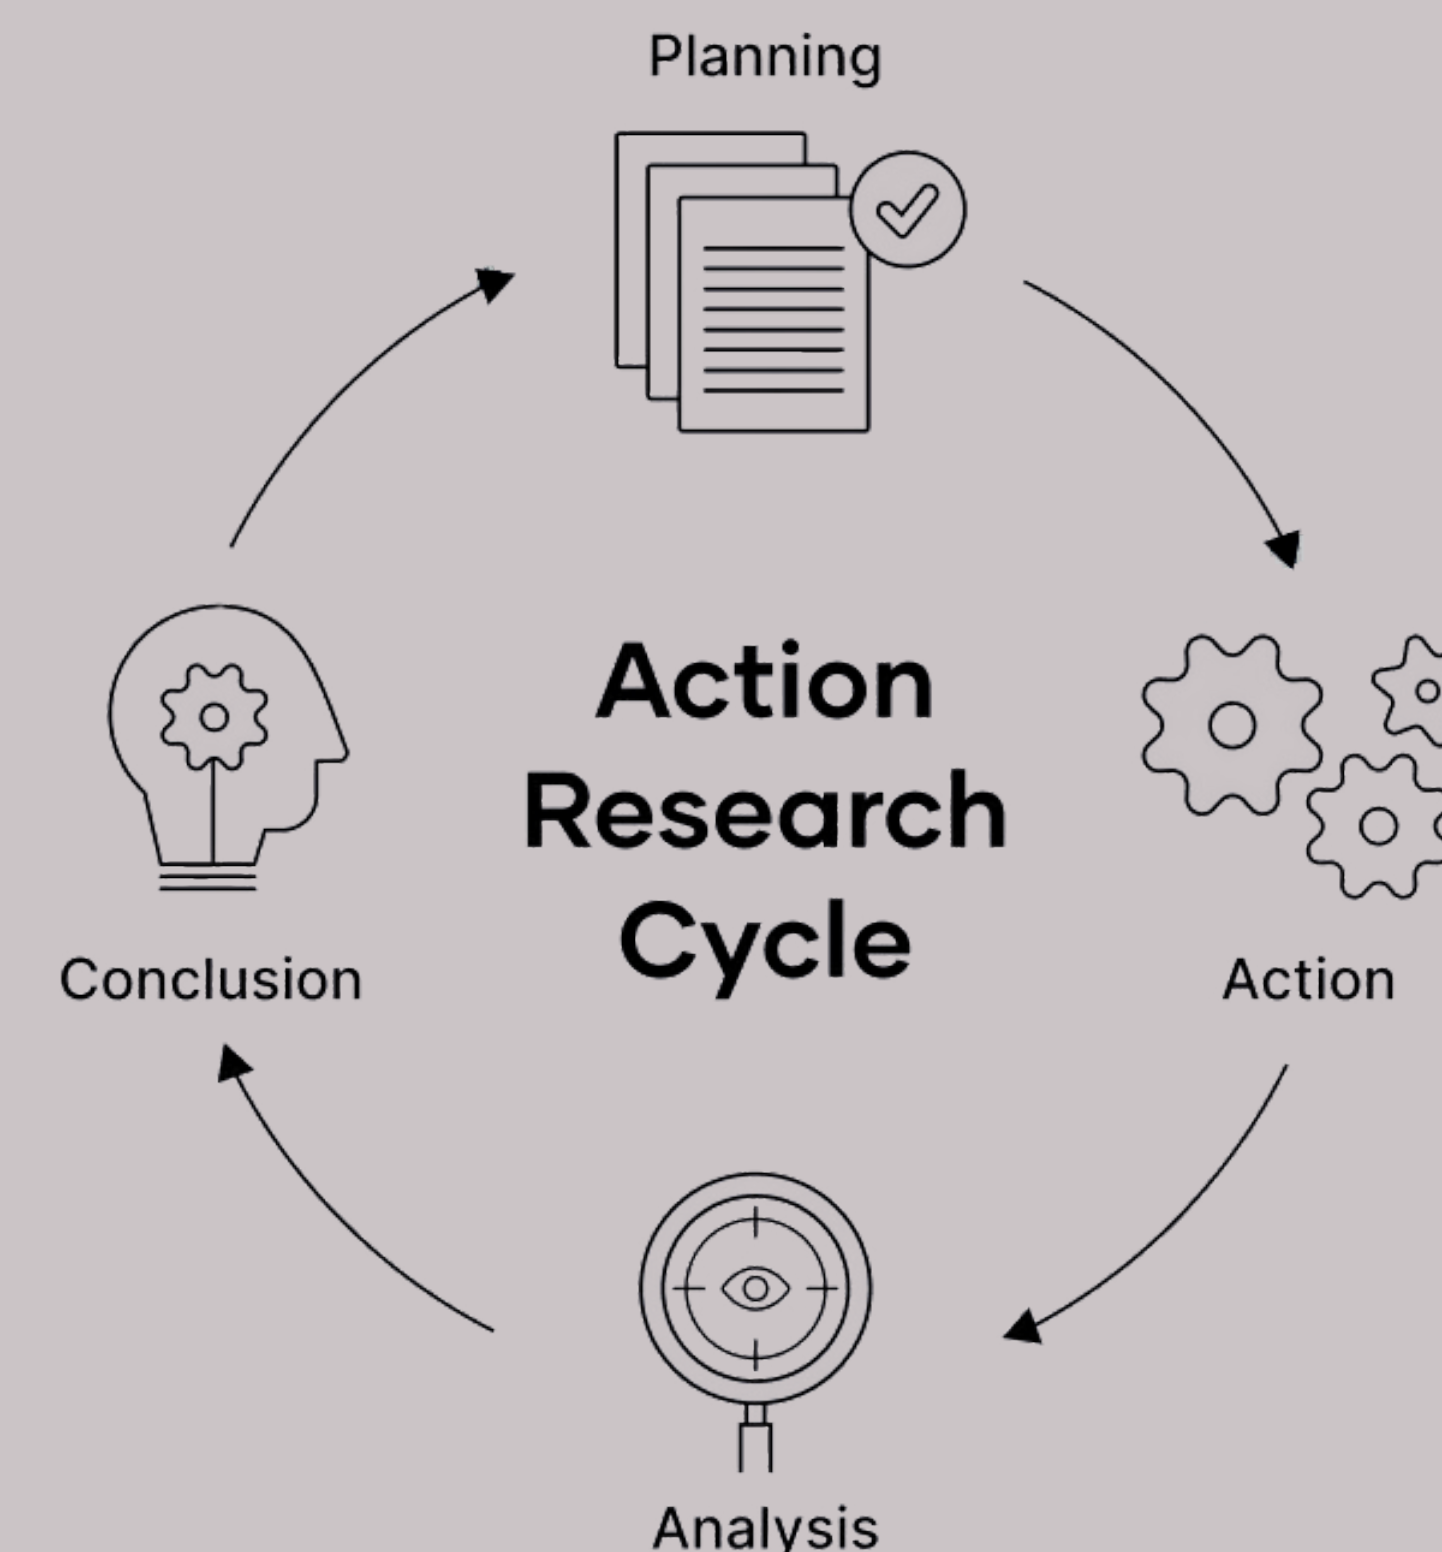 Planning
Action
Research
Cycle
Conclusion
Action
Analysis